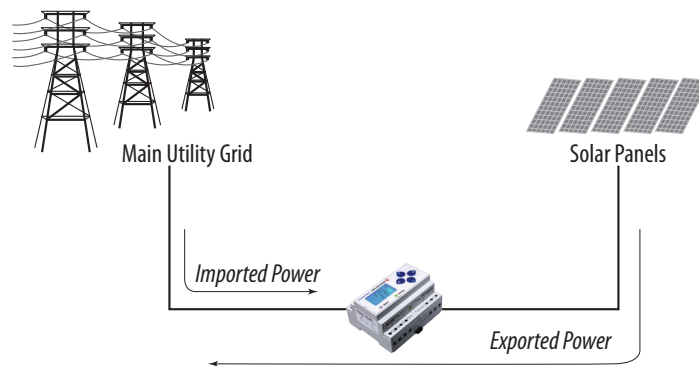 Main Utility Grid
Solar Panels
Imported Power
Exported Power